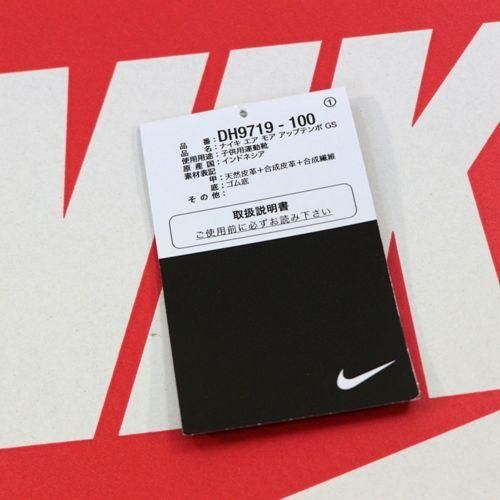 ①
品 番：DH9719 - 100
品 名：ナイキ エア モア アップテンポ GS
使用用途：子供用運動靴
原 産 国：インドネシア
素材表記
甲：天然皮革＋合成皮革＋合成繊維
底：ゴム底
そ の 他：
取扱説明書
ご使用前に必ずお読み下さい